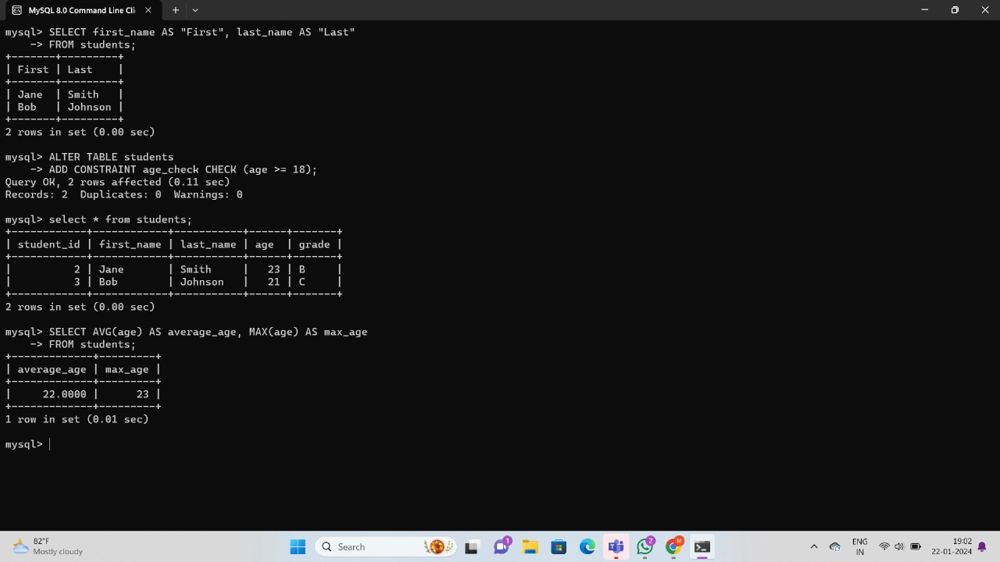 MySQL 8.0 Command Line Cli
mysql> SELECT first_name AS "First", last_name AS "Last"
    -> FROM students;
+-------+---------+
| First | Last    |
+-------+---------+
| Jane  | Smith   |
| Bob   | Johnson |
+-------+---------+
2 rows in set (0.00 sec)
mysql> ALTER TABLE students
    -> ADD CONSTRAINT age_check CHECK (age >= 18);
Query OK, 2 rows affected (0.11 sec)
Records: 2  Duplicates: 0  Warnings: 0
mysql> select * from students;
+------------+------------+-----------+------+-------+
| student_id | first_name | last_name | age  | grade |
+------------+------------+-----------+------+-------+
|          2 | Jane       | Smith     |   23 | B     |
|          3 | Bob        | Johnson   |   21 | C     |
+------------+------------+-----------+------+-------+
2 rows in set (0.00 sec)
mysql> SELECT AVG(age) AS average_age, MAX(age) AS max_age
    -> FROM students;
+-------------+---------+
| average_age | max_age |
+-------------+---------+
|     22.0000 |      23 |
+-------------+---------+
1 row in set (0.01 sec)
mysql>
82°F
Mostly cloudy
Search
1
2
M
ENG
IN
19:02
22-01-2024